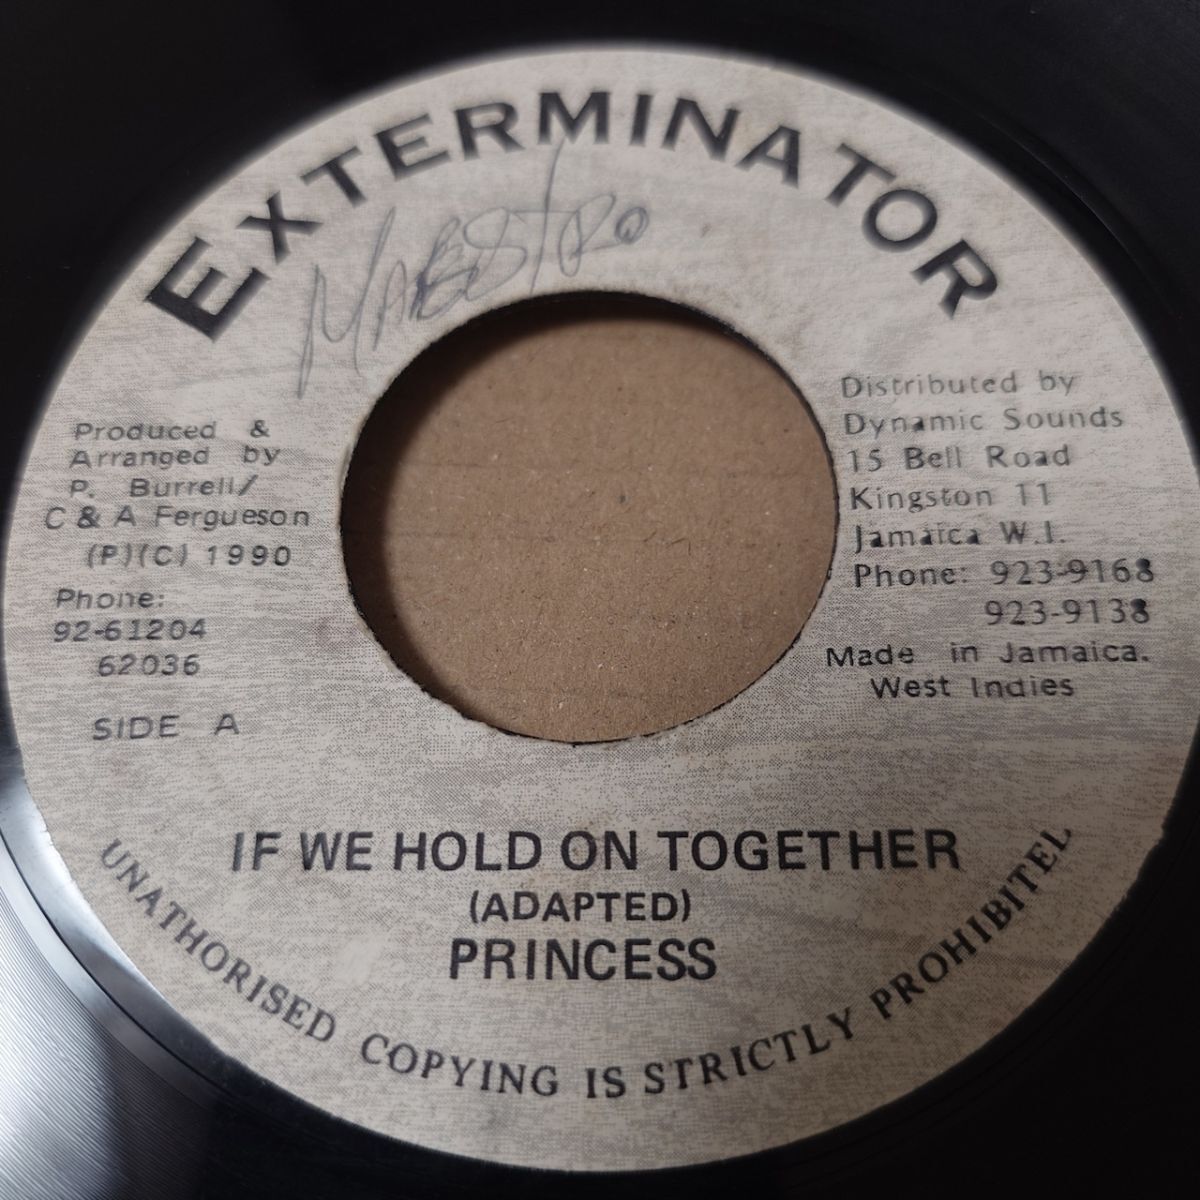 EXTERMINATOR
MAESTRO
Produced &
Arranged by
P. Burrell/
C & A Fergueson
(P)(C) 1990
Phone:
92-61204
62036
SIDE A
Distributed by
Dynamic Sounds
15 Bell Road
Kingston 11
Jamaica W.I.
Phone: 923-9168
923-9138
Made in Jamaica.
West Indies
IF WE HOLD ON TOGETHER
(ADAPTED)
PRINCESS
UNATHORISED COPYING IS STRICTLY PROHIBITEL